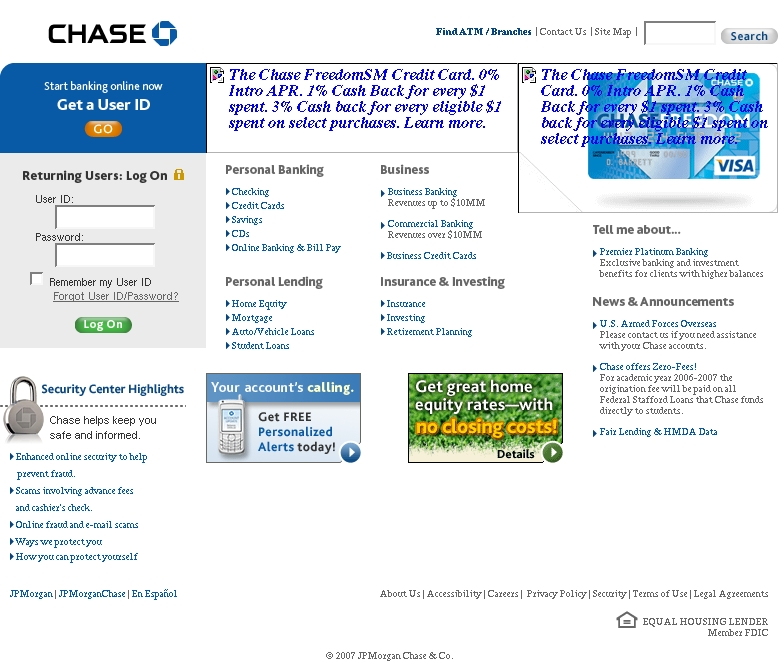 CHASE
Find ATM / Branches | Contact Us | Site Map |
Search
Start banking online now
Get a User ID
GO
The Chase FreedomSM Credit Card. 0%
Intro APR. 1% Cash Back for every $1
spent. 3% Cash back for every eligible $1
spent on select purchases. Learn more.
The Chase FreedomSM Credit
Card. 0% Intro APR. 1% Cash
Back for every $1 spent. 3% Cash
back for every eligible $1 spent on
select purchases. Learn more.
CHASE
CHASE FREEDOM
D. BARRETT
VISA
Returning Users: Log On
User ID:
Password:
Remember my User ID
Forgot User ID/Password?
Log On
Personal Banking
Checking
Credit Cards
Savings
CDs
Online Banking & Bill Pay
Personal Lending
Home Equity
Mortgage
Auto/Vehicle Loans
Student Loans
Business
Business Banking
Revenues up to $10MM
Commercial Banking
Revenues over $10MM
Business Credit Cards
Insurance & Investing
Insurance
Investing
Retirement Planning
Tell me about...
Premier Platinum Banking
Exclusive banking and investment
benefits for clients with higher balances
News & Announcements
U.S. Armed Forces Overseas
Please contact us if you need assistance
with your Chase accounts.
Chase offers Zero-Fees!
For academic year 2006-2007 the
origination fee will be paid on all
Federal Stafford Loans that Chase funds
directly to students.
Fair Lending & HMDA Data
Security Center Highlights
Chase helps keep you
safe and informed.
Enhanced online security to help
prevent fraud.
Scams involving advance fees
and cashier's check.
Online fraud and e-mail scams
Ways we protect you
How you can protect yourself
Your account's calling.
Get FREE
Personalized
Alerts today!
Get great home
equity rates—with
no closing costs!
Details
JPMorgan | JPMorganChase | En Español
About Us | Accessibility | Careers | Privacy Policy | Security | Terms of Use | Legal Agreements
EQUAL HOUSING LENDER
Member FDIC
© 2007 JPMorgan Chase & Co.